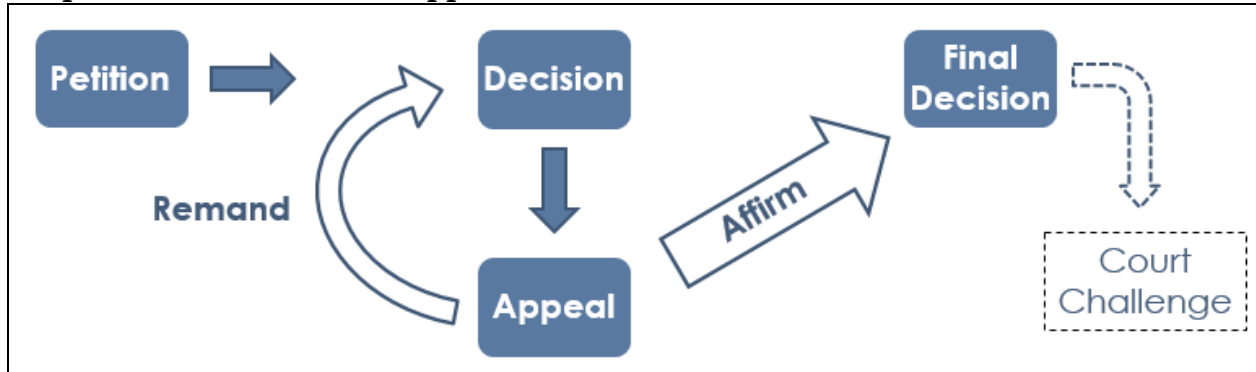 Petition
Decision
Final
Decision
Remand
Affirm
Appeal
Court
Challenge